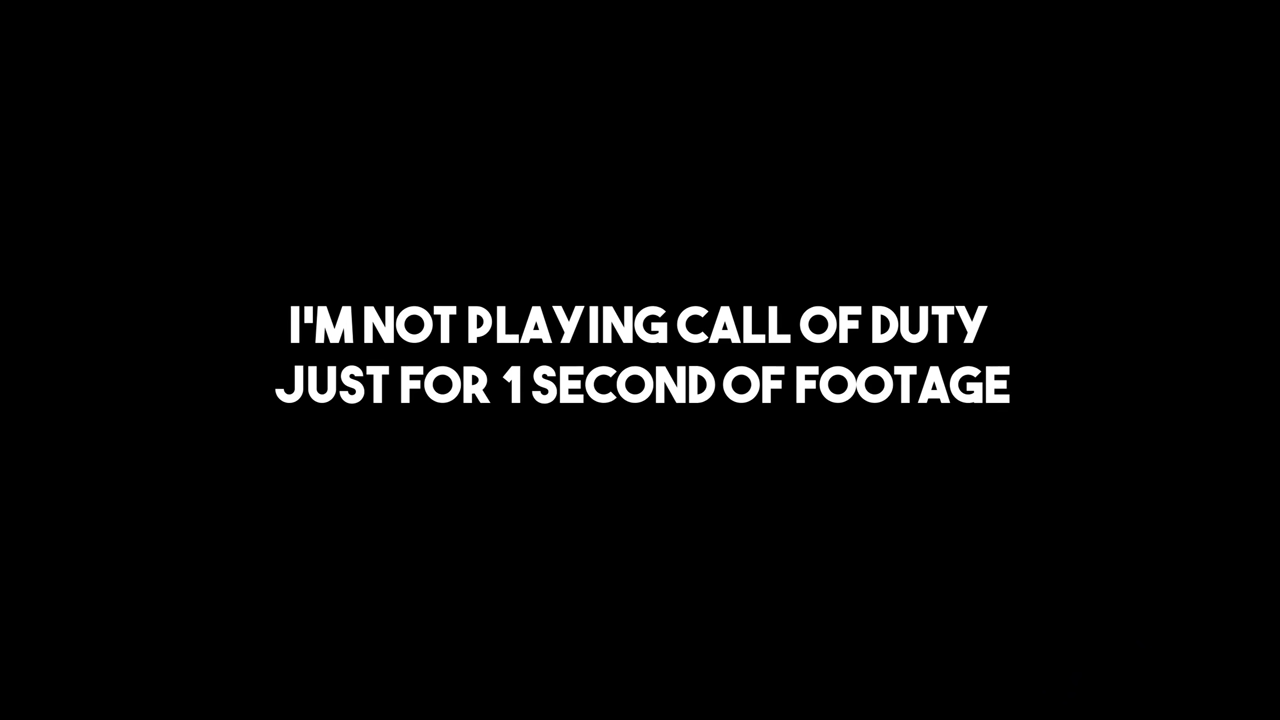 I'M NOT PLAYING CALL OF DUTY
JUST FOR 1 SECOND OF FOOTAGE